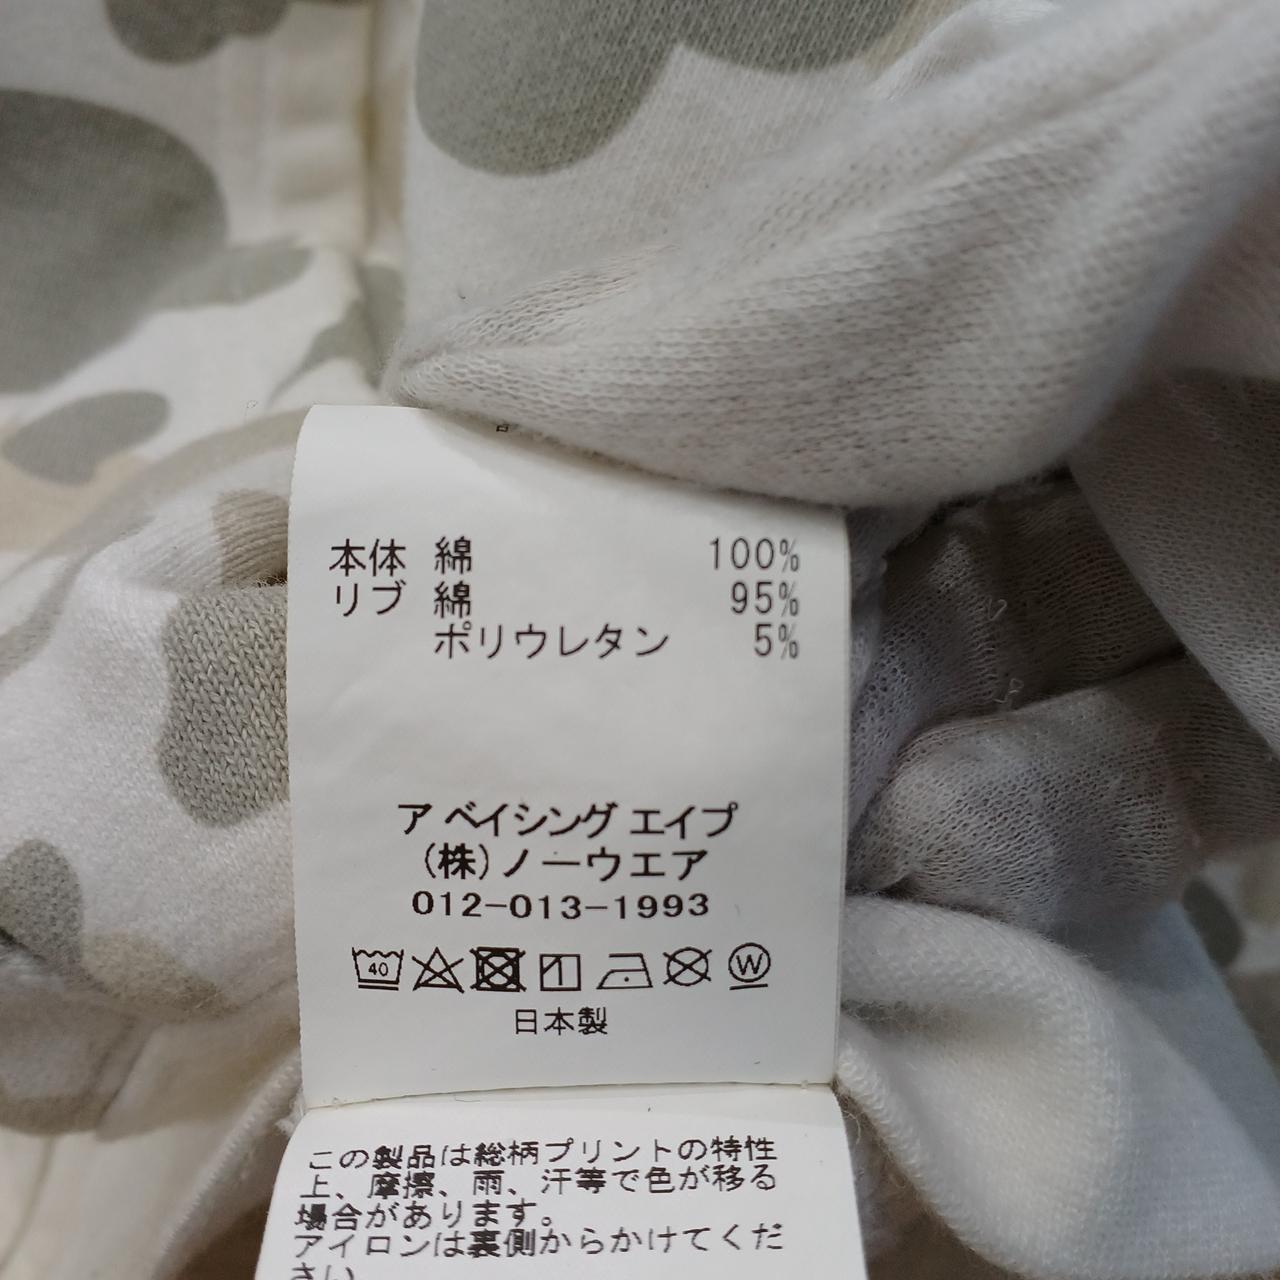 本体 綿 100%
リブ 綿 95%
ポリウレタン 5%
ア ベイシング エイプ
(株)ノーウエア
012-013-1993
40
W
日本製
この製品は総柄プリントの特性
上、摩擦、雨、汗等で色が移る
場合があります。
アイロンは裏側からかけてくだ
さい